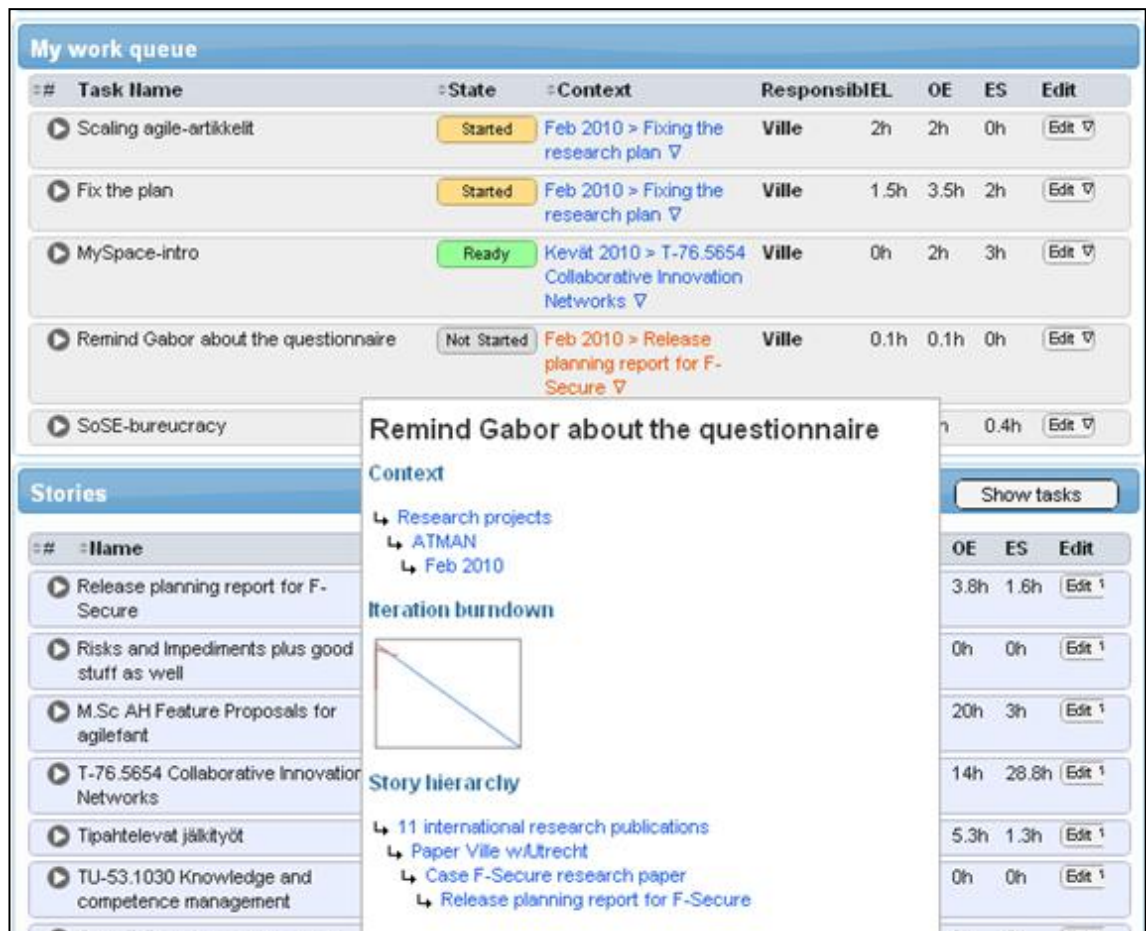 My work queue
# Task Name State Context Responsibl EL OE ES Edit
Scaling agile-artikkelit Started Feb 2010 > Fixing the Ville 2h 2h 0h Edit
research plan
Fix the plan Started Feb 2010 > Fixing the Ville 1.5h 3.5h 2h Edit
research plan
MySpace-intro Ready Kevät 2010 > T-76.5654 Ville 0h 2h 3h Edit
Collaborative Innovation
Networks
Remind Gabor about the questionnaire Not Started Feb 2010 > Release Ville 0.1h 0.1h 0h Edit
planning report for F-
Secure
SoSE-bureucracy 0.4h Edit
Remind Gabor about the questionnaire
Context
Research projects
ATMAN
Feb 2010
Iteration burndown
Story hierarchy
11 international research publications
Paper Ville w/Utrecht
Case F-Secure research paper
Release planning report for F-Secure
Stories Show tasks
# Name OE ES Edit
Release planning report for F- 3.8h 1.6h Edit
Secure
Risks and Impediments plus good 0h 0h Edit
stuff as well
M.Sc AH Feature Proposals for 20h 3h Edit
agilefant
T-76.5654 Collaborative Innovation 14h 28.8h Edit
Networks
Tipahtelevat jälkityöt 5.3h 1.3h Edit
TU-53.1030 Knowledge and 0h 0h Edit
competence management